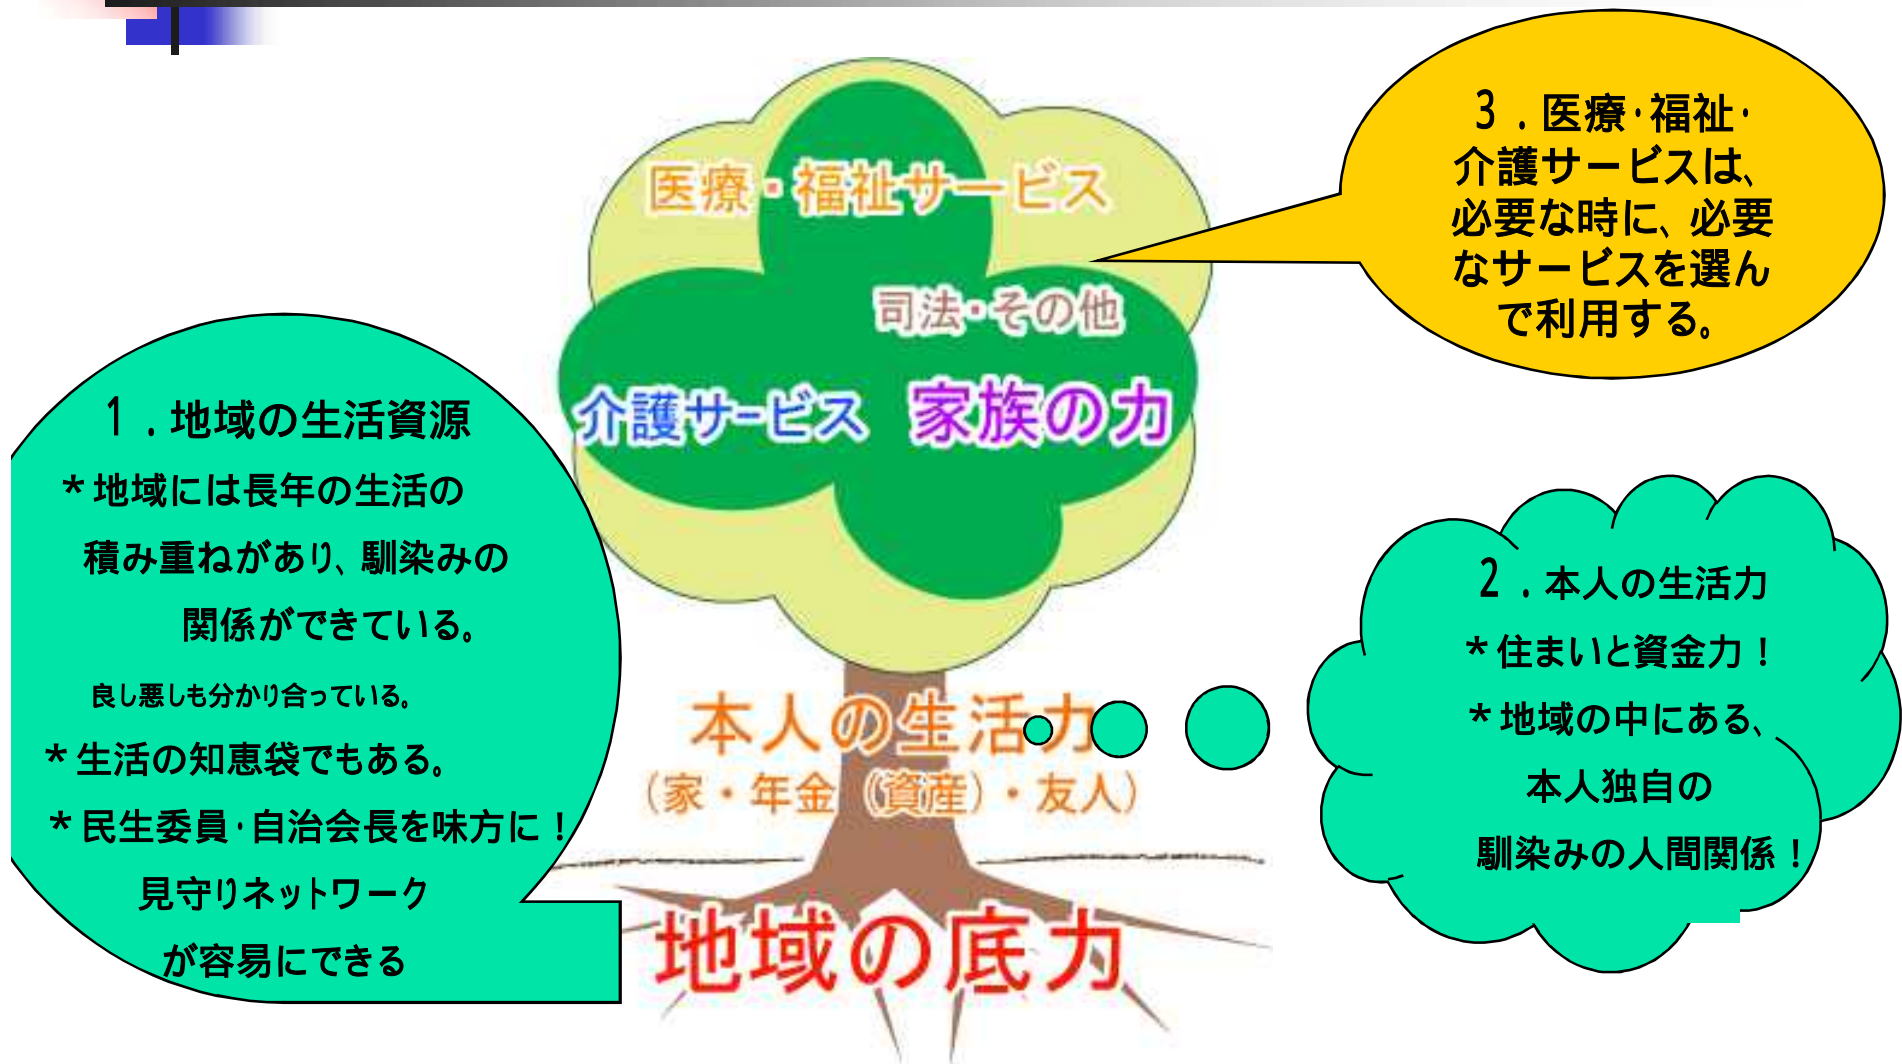 医療・福祉サービス
司法・その他
介護サービス
家族の力
本人の生活力
（家・年金（資産）・友人）
地域の底力
１．地域の生活資源
＊地域には長年の生活の
積み重ねがあり、馴染みの
関係ができている。
良し悪しも分かり合っている。
＊生活の知恵袋でもある。
＊民生委員・自治会長を味方に！
見守りネットワーク
が容易にできる
２．本人の生活力
＊住まいと資金力！
＊地域の中にある、
本人独自の
馴染みの人間関係！
３．医療・福祉・
介護サービスは、
必要な時に、必要
なサービスを選ん
で利用する。